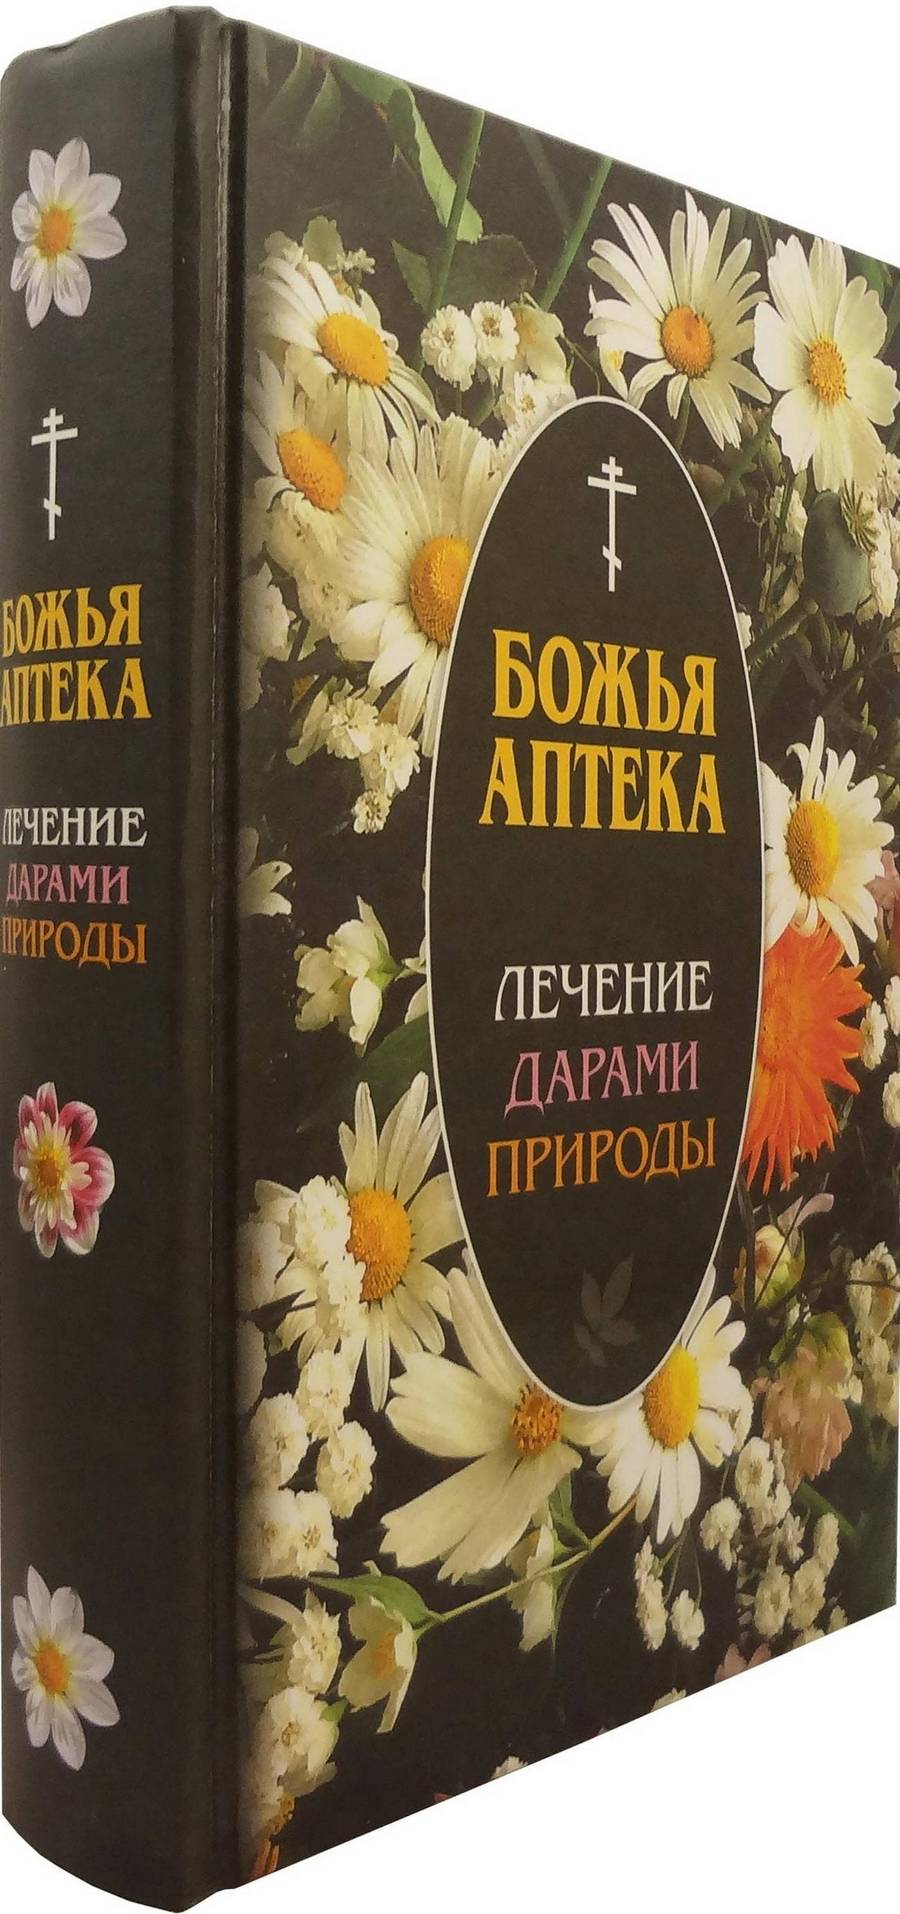 БОЖЬЯ
АПТЕКА
ЛЕЧЕНИЕ
ДАРАМИ
ПРИРОДЫ
БОЖЬЯ
АПТЕКА
ЛЕЧЕНИЕ
ДАРАМИ
ПРИРОДЫ